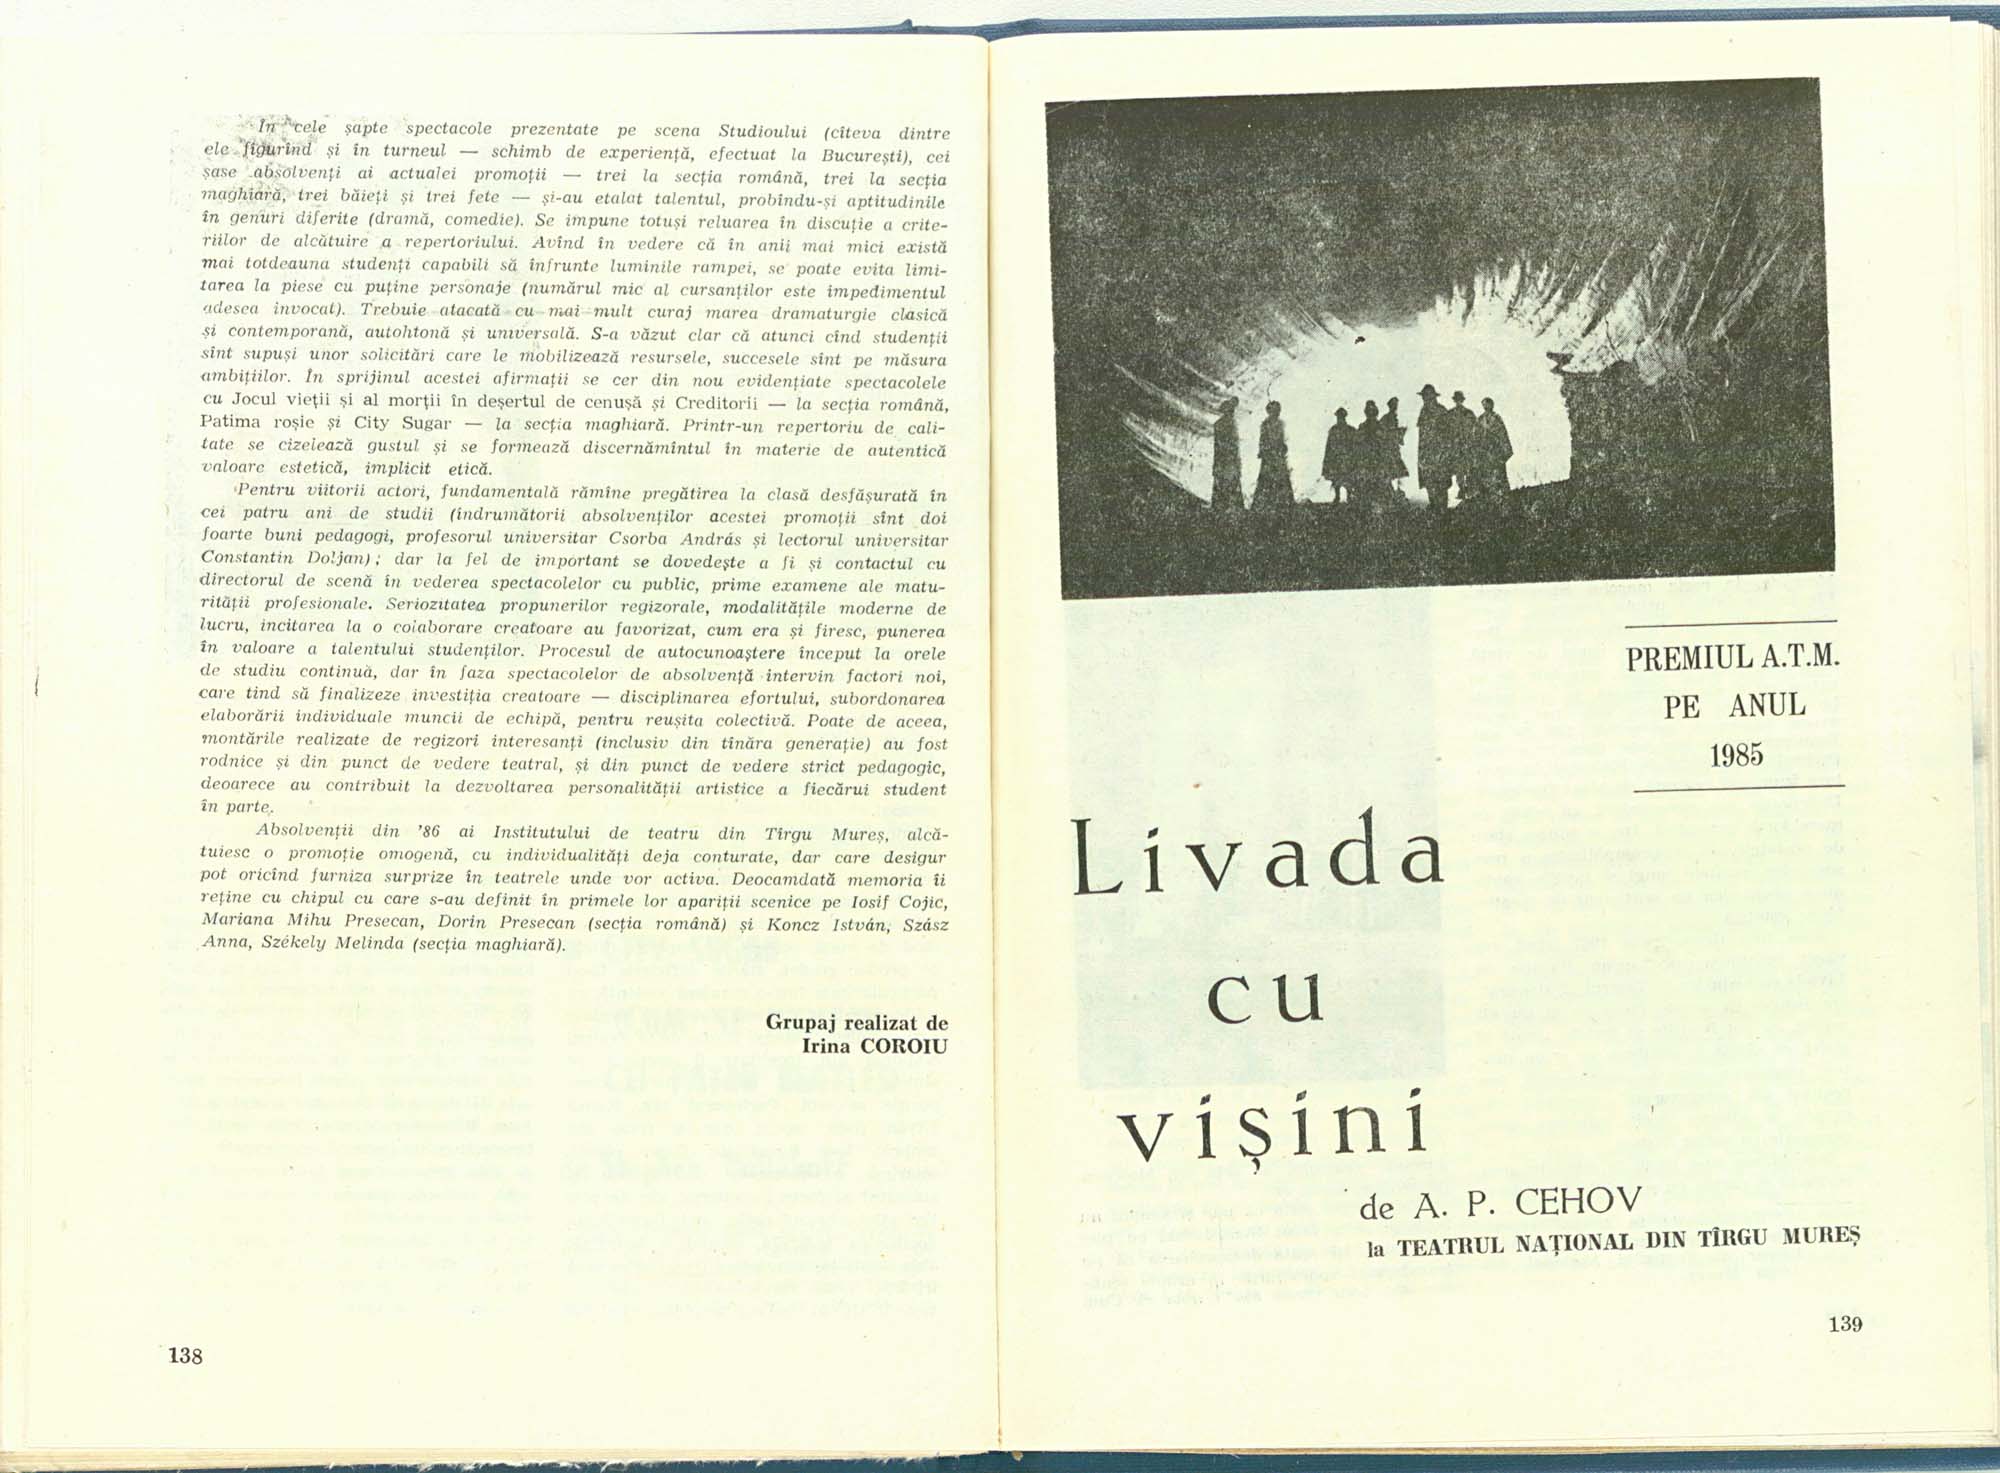 In cele șapte spectacole prezentate pe scena Studioului (cîteva dintre
ele figurînd și în turneul — schimb de experiență, efectuat la București), cei
șase absolvenți ai actualei promoții — trei la secția română, trei la secția
maghiară, trei băieți și trei fete — și-au etalat talentul, probîndu-și aptitudinile
în genuri diferite (dramă, comedie). Se impune totuși reluarea în discuție a crite-
riilor de alcătuire a repertoriului. Avînd în vedere că în anii mai mici există
mai totdeauna studenți capabili să înfrunte luminile rampei, se poate evita limi-
tarea la piese cu puține personaje (numărul mic al cursanților este impedimentul
adesea invocat). Trebuie atacată cu mai mult curaj marea dramaturgie clasică
și contemporană, autohtonă și universală. S-a văzut clar că atunci cînd studenții
sînt supuși unor solicitări care le mobilizează resursele, succesele sînt pe măsura
ambițiilor. În sprijinul acestei afirmații se cer din nou evidențiate spectacolele
cu Jocul vieții și al morții în deșertul de cenușă și Creditorii — la secția română,
Patima roșie și City Sugar — la secția maghiară. Printr-un repertoriu de cali-
tate se cizelează gustul și se formează discernămîntul în materie de autentică
valoare estetică, implicit etică.
Pentru viitorii actori, fundamentală rămîne pregătirea la clasă desfășurată în
cei patru ani de studii (îndrumătorii absolvenților acestei promoții sînt doi
foarte buni pedagogi, profesorul universitar Csorba András și lectorul universitar
Constantin Doljan) ; dar la fel de important se dovedește a fi și contactul cu
directorul de scenă în vederea spectacolelor cu public, prime examene ale matu-
rității profesionale. Seriozitatea propunerilor regizorale, modalitățile moderne de
lucru, incitarea la o colaborare creatoare au favorizat, cum era și firesc, punerea
în valoare a talentului studenților. Procesul de autocunoaștere început la orele
de studiu continuă, dar în faza spectacolelor de absolvență intervin factori noi,
care tind să finalizeze investiția creatoare — disciplinarea efortului, subordonarea
elaborării individuale muncii de echipă, pentru reușita colectivă. Poate de aceea,
montările realizate de regizori interesanți (inclusiv din tînăra generație) au fost
rodnice și din punct de vedere teatral, și din punct de vedere strict pedagogic,
deoarece au contribuit la dezvoltarea personalității artistice a fiecărui student
în parte.
Absolvenții din '86 ai Institutului de teatru din Tîrgu Mureș, alcă-
tuiesc o promoție omogenă, cu individualități deja conturate, dar care desigur
pot oricînd furniza surprize în teatrele unde vor activa. Deocamdată memoria îi
reține cu chipul cu care s-au definit în primele lor apariții scenice pe Iosif Cojic,
Mariana Mihu Presecan, Dorin Presecan (secția română) și Koncz István, Szász
Anna, Székely Melinda (secția maghiară).
Grupaj realizat de
Irina COROIU
138
PREMIUL A.T.M.
PE ANUL
1985
Livada
cu
vișini
de A. P. CEHOV
la TEATRUL NAȚIONAL DIN TÎRGU MUREȘ
139